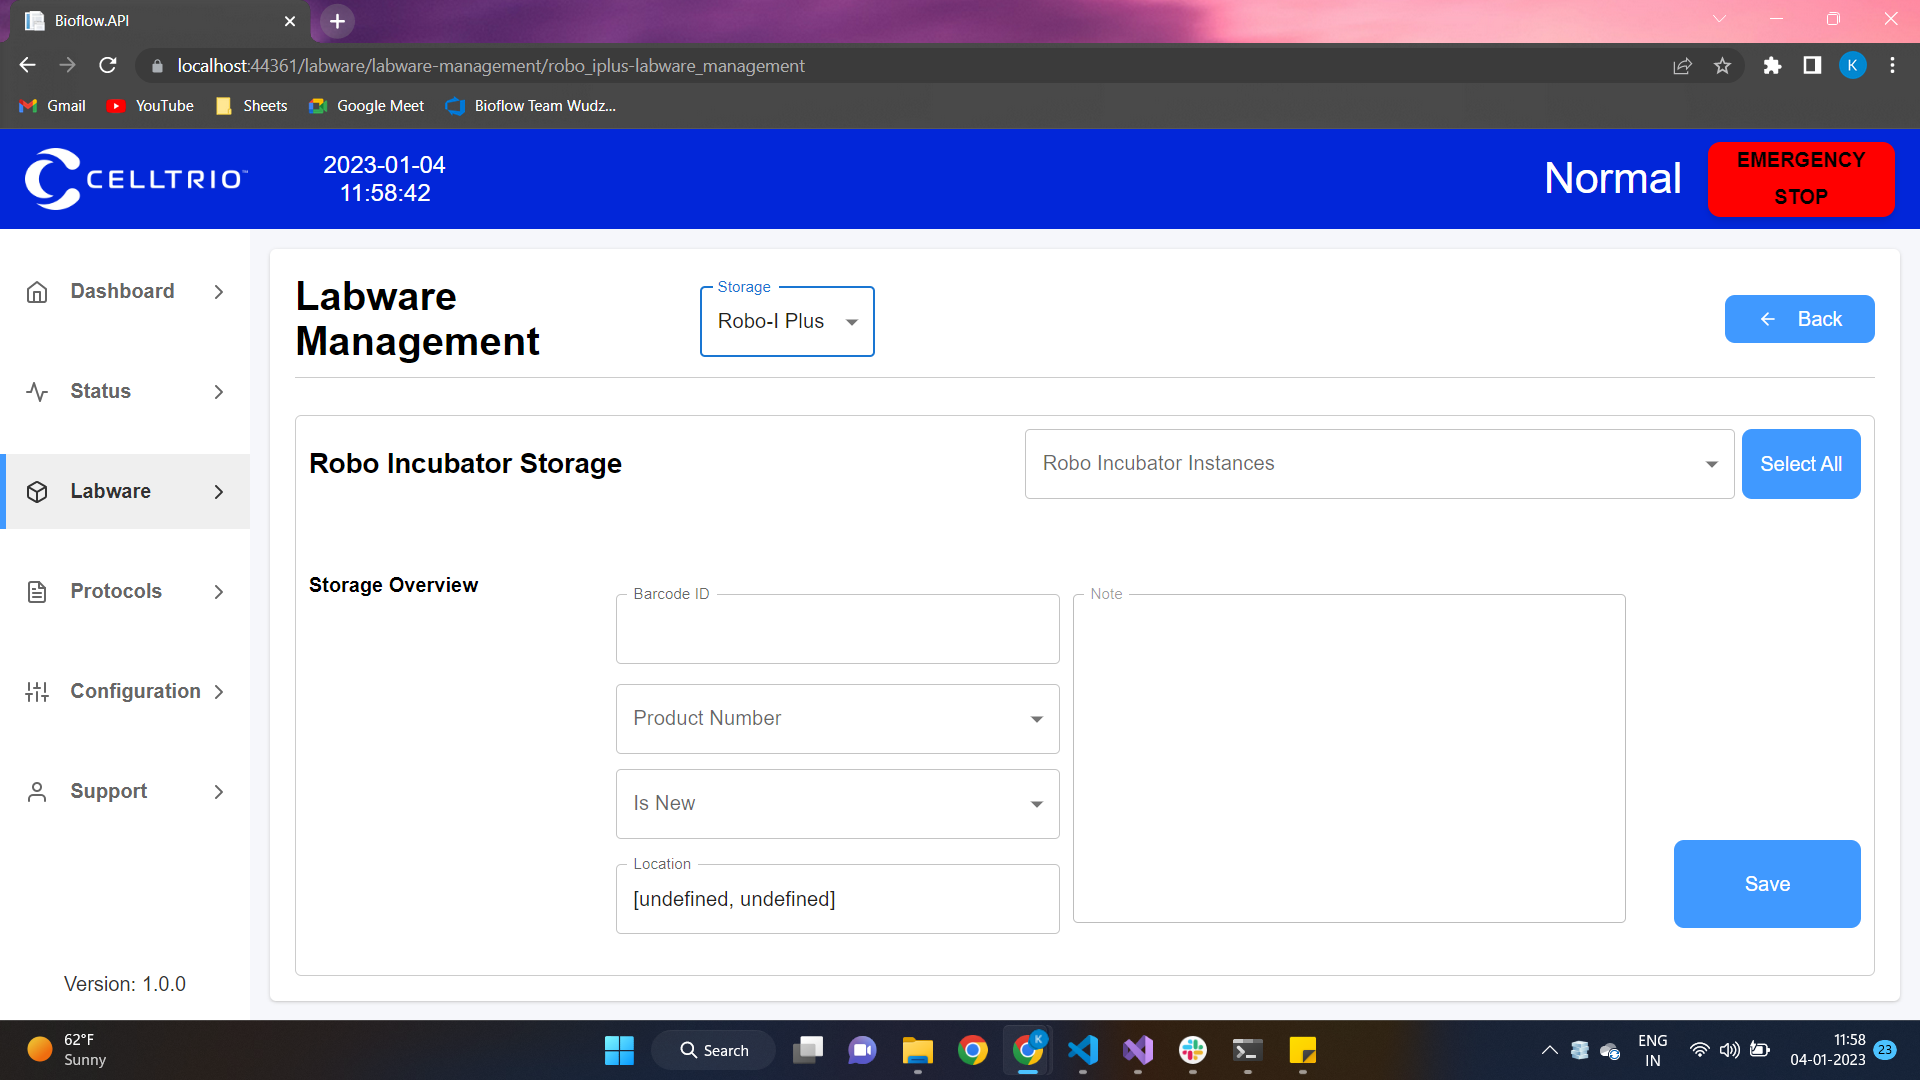 Bioflow.API
localhost:44361/labware/labware-management/robo_iplus-labware_management
K
Gmail
YouTube
Sheets
Google Meet
Bioflow Team Wudz...
CELLTRIO™
2023-01-04
11:58:42
Normal
EMERGENCY
STOP
Dashboard
Status
Labware
Protocols
Configuration
Support
Version: 1.0.0
Labware
Management
Storage
Robo-I Plus
Back
Robo Incubator Storage
Robo Incubator Instances
Select All
Storage Overview
Barcode ID
Note
Product Number
Is New
Location
[undefined, undefined]
Save
62°F
Sunny
Search
K
ENG
IN
11:58
04-01-2023
23